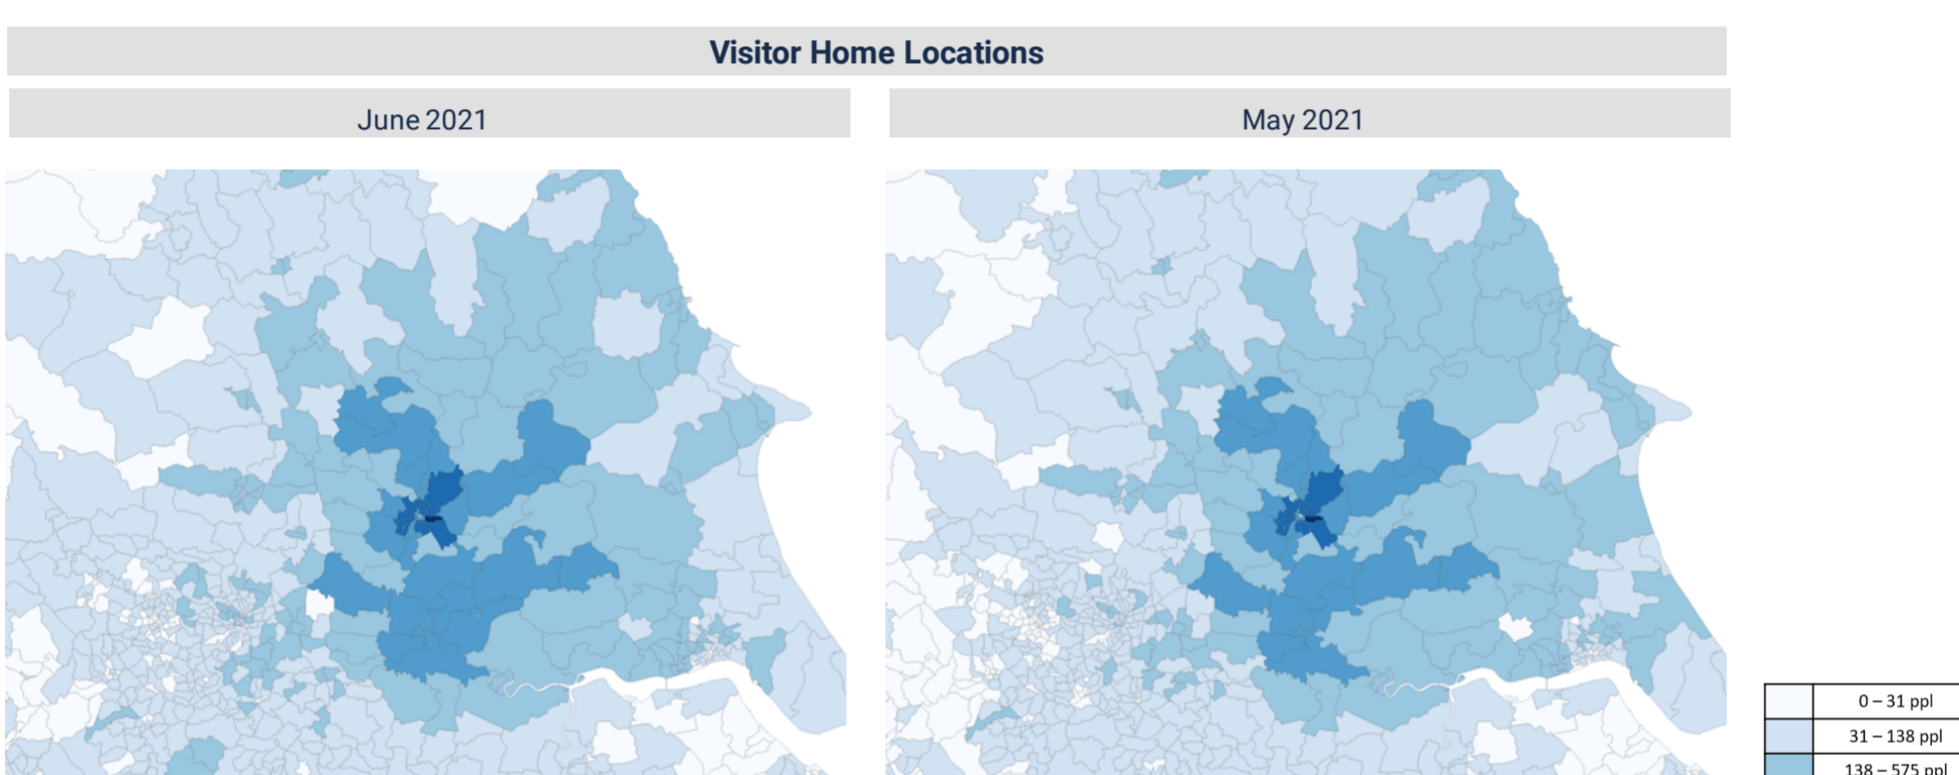 Visitor Home Locations
June 2021
May 2021
0 – 31 ppl
31 – 138 ppl
138 – 575 ppl